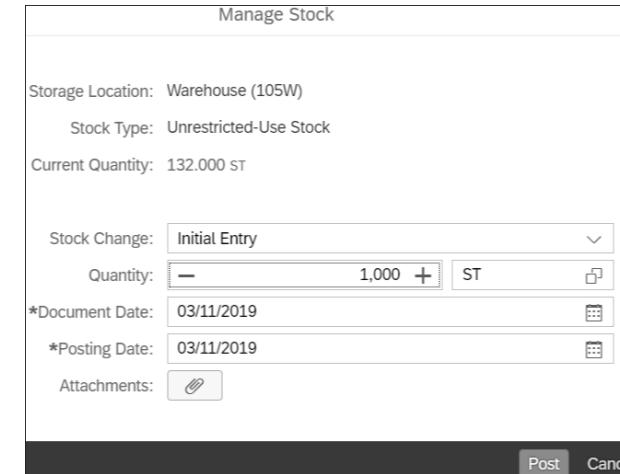 Manage Stock
Storage Location: Warehouse (105W)
Stock Type: Unrestricted-Use Stock
Current Quantity: 132.000 ST
Stock Change: Initial Entry
Quantity: − 1,000 + ST
*Document Date: 03/11/2019
*Posting Date: 03/11/2019
Attachments:
Post Canc